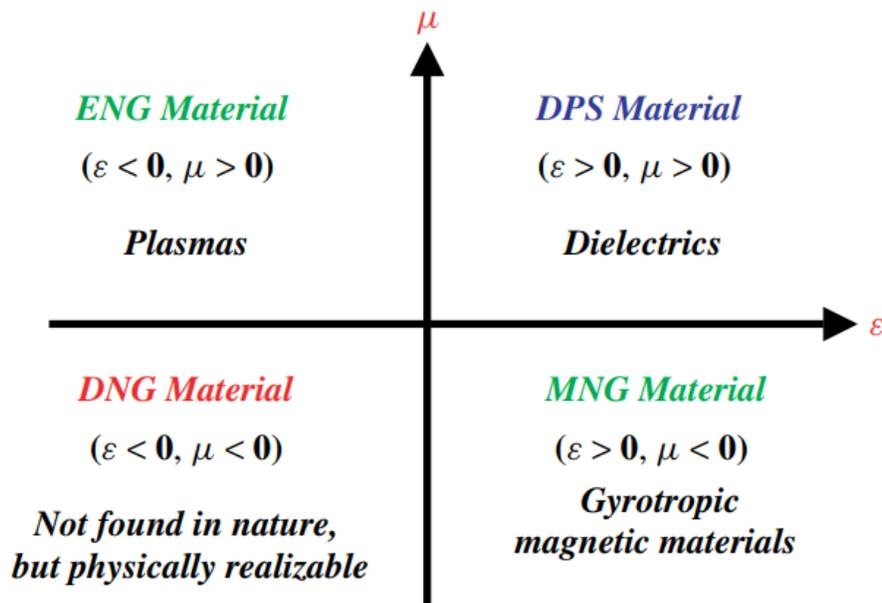 μ
ENG Material
(ε < 0, μ > 0)
Plasmas
DPS Material
(ε > 0, μ > 0)
Dielectrics
ε
DNG Material
(ε < 0, μ < 0)
Not found in nature,
but physically realizable
MNG Material
(ε > 0, μ < 0)
Gyrotropic
magnetic materials